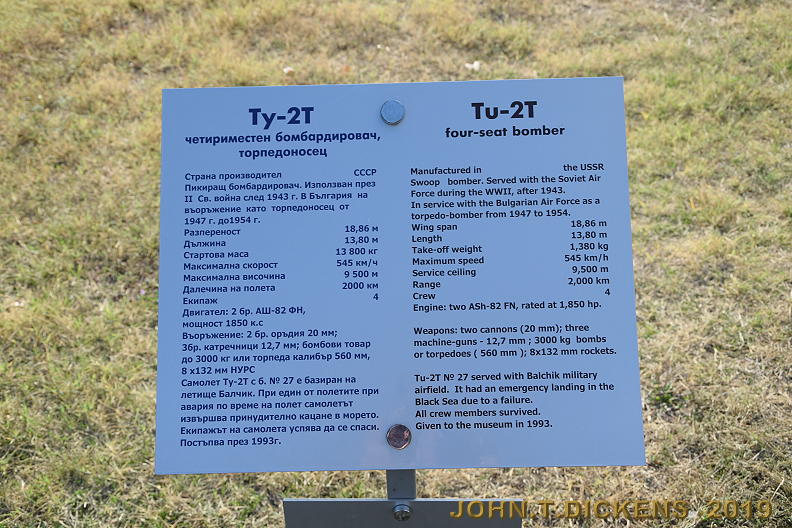 Ту-2Т
четириместен бомбардировач,
торпедоносец
Страна производител СССР
Пикиращ бомбардировач. Използван през
II Св. война след 1943 г. В България на
въоръжение като торпедоносец от
1947 г. до1954 г.
Разпереност 18,86 м
Дължина 13,80 м
Стартова маса 13 800 кг
Максимална скорост 545 км/ч
Максимална височина 9 500 м
Далечина на полета 2000 км
Екипаж 4
Двигател: 2 бр. АШ-82 ФН,
мощност 1850 к.с
Въоръжение: 2 бр. оръдия 20 мм;
3бр. катречници 12,7 мм; бомбови товар
до 3000 кг или торпеда калибър 560 мм,
8 х132 мм НУРС
Самолет Ту-2Т с б. № 27 е базиран на
летище Балчик. При един от полетите при
авария по време на полет самолетът
извършва принудително кацане в морето.
Екипажът на самолета успява да се спаси.
Постъпва през 1993г.
Tu-2T
four-seat bomber
Manufactured in the USSR
Swoop bomber. Served with the Soviet Air
Force during the WWII, after 1943.
In service with the Bulgarian Air Force as a
torpedo-bomber from 1947 to 1954.
Wing span 18,86 m
Length 13,80 m
Take-off weight 1,380 kg
Maximum speed 545 km/h
Service ceiling 9,500 m
Range 2,000 km
Crew 4
Engine: two ASh-82 FN, rated at 1,850 hp.
Weapons: two cannons (20 mm); three
machine-guns - 12,7 mm ; 3000 kg bombs
or torpedoes ( 560 mm ); 8x132 mm rockets.
Tu-2T № 27 served with Balchik military
airfield. It had an emergency landing in the
Black Sea due to a failure.
All crew members survived.
Given to the museum in 1993.
JOHN T DICKENS 2019